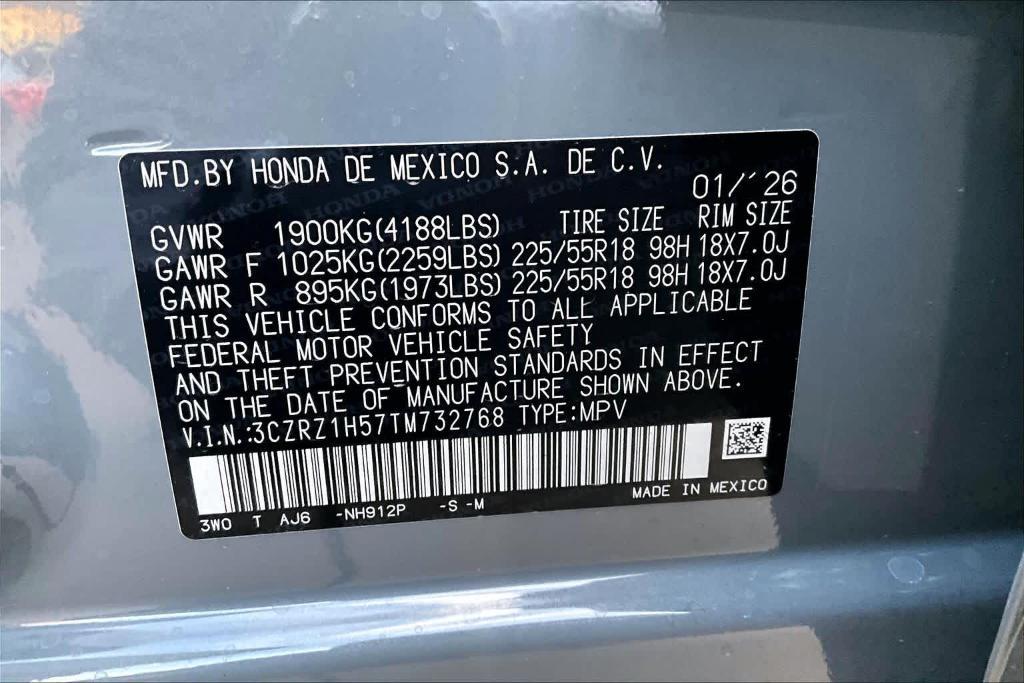 MFD.BY HONDA DE MEXICO S.A. DE C.V.
01/´26
GVWR 1900KG(4188LBS) TIRE SIZE RIM SIZE
GAWR F 1025KG(2259LBS) 225/55R18 98H 18X7.0J
GAWR R 895KG(1973LBS) 225/55R18 98H 18X7.0J
THIS VEHICLE CONFORMS TO ALL APPLICABLE
FEDERAL MOTOR VEHICLE SAFETY
AND THEFT PREVENTION STANDARDS IN EFFECT
ON THE DATE OF MANUFACTURE SHOWN ABOVE.
V.I.N.:3CZRZ1H57TM732768 TYPE:MPV
MADE IN MEXICO
3W0 T AJ6 -NH912P -S -M